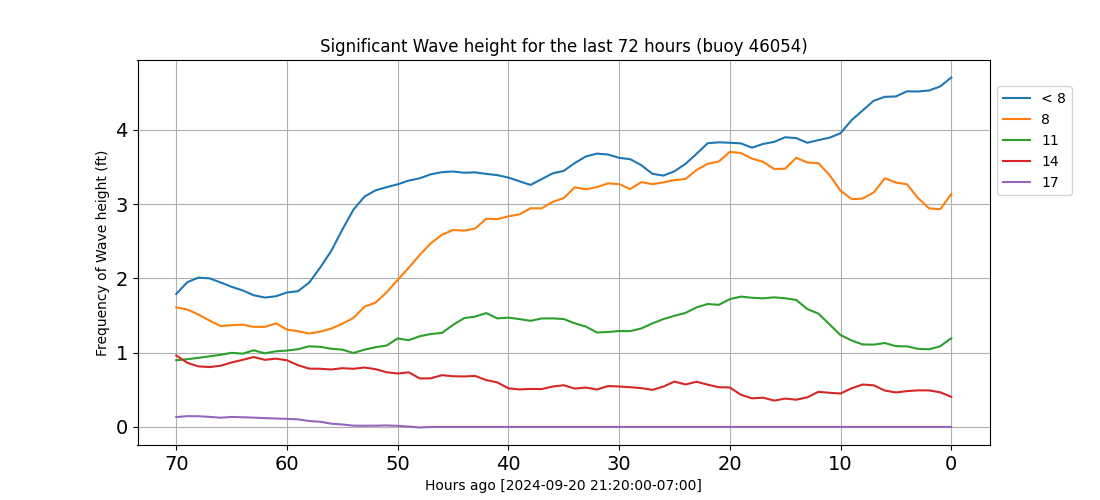 Significant Wave height for the last 72 hours (buoy 46054)
Frequency of Wave height (ft)
4
3
2
1
0
70 60 50 40 30 20 10 0
Hours ago [2024-09-20 21:20:00-07:00]
< 8
8
11
14
17